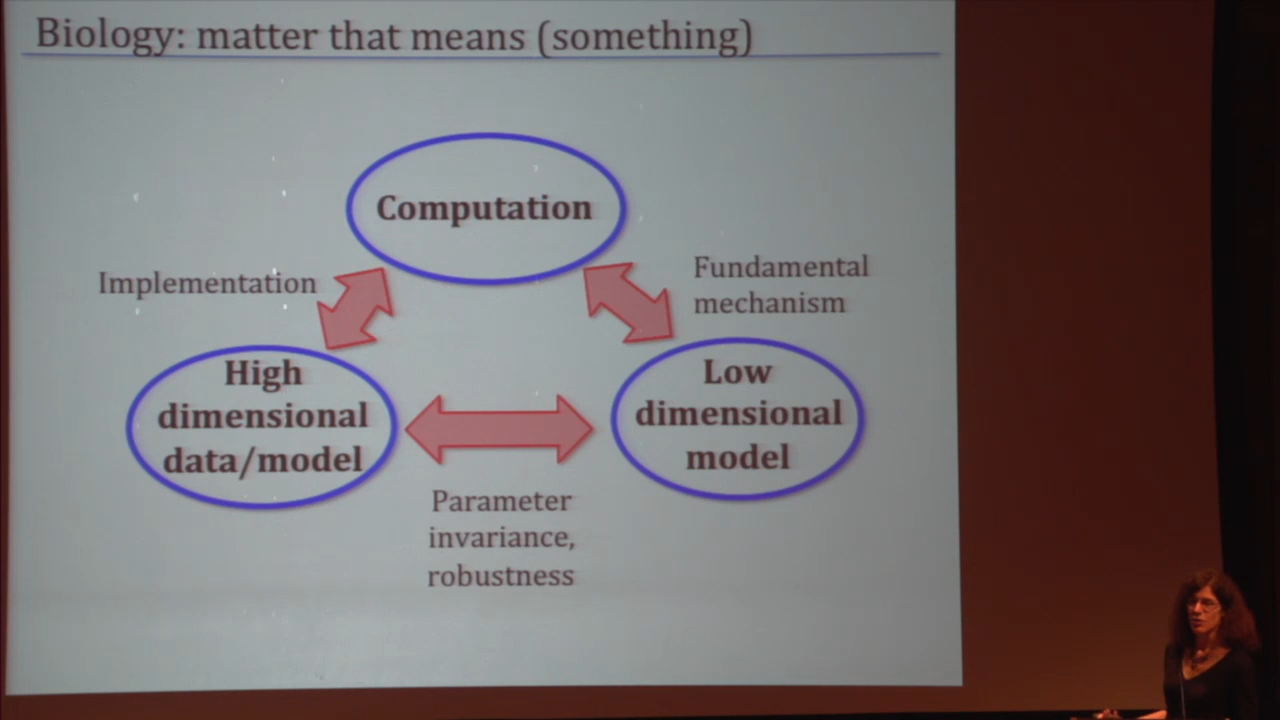 Biology: matter that means (something)
Computation
Implementation
Fundamental
mechanism
High
dimensional
data/model
Low
dimensional
model
Parameter
invariance,
robustness